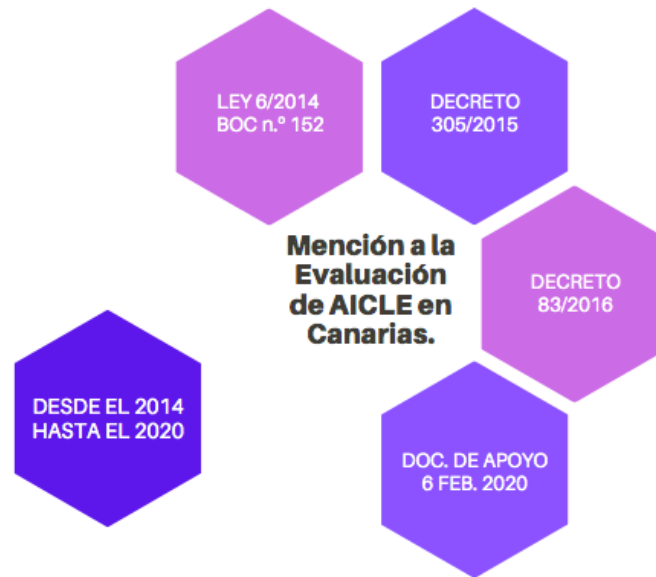 LEY 6/2014
BOC n.º 152
DECRETO
305/2015
Mención a la
Evaluación
de AICLE en
Canarias.
DECRETO
83/2016
DESDE EL 2014
HASTA EL 2020
DOC. DE APOYO
6 FEB. 2020